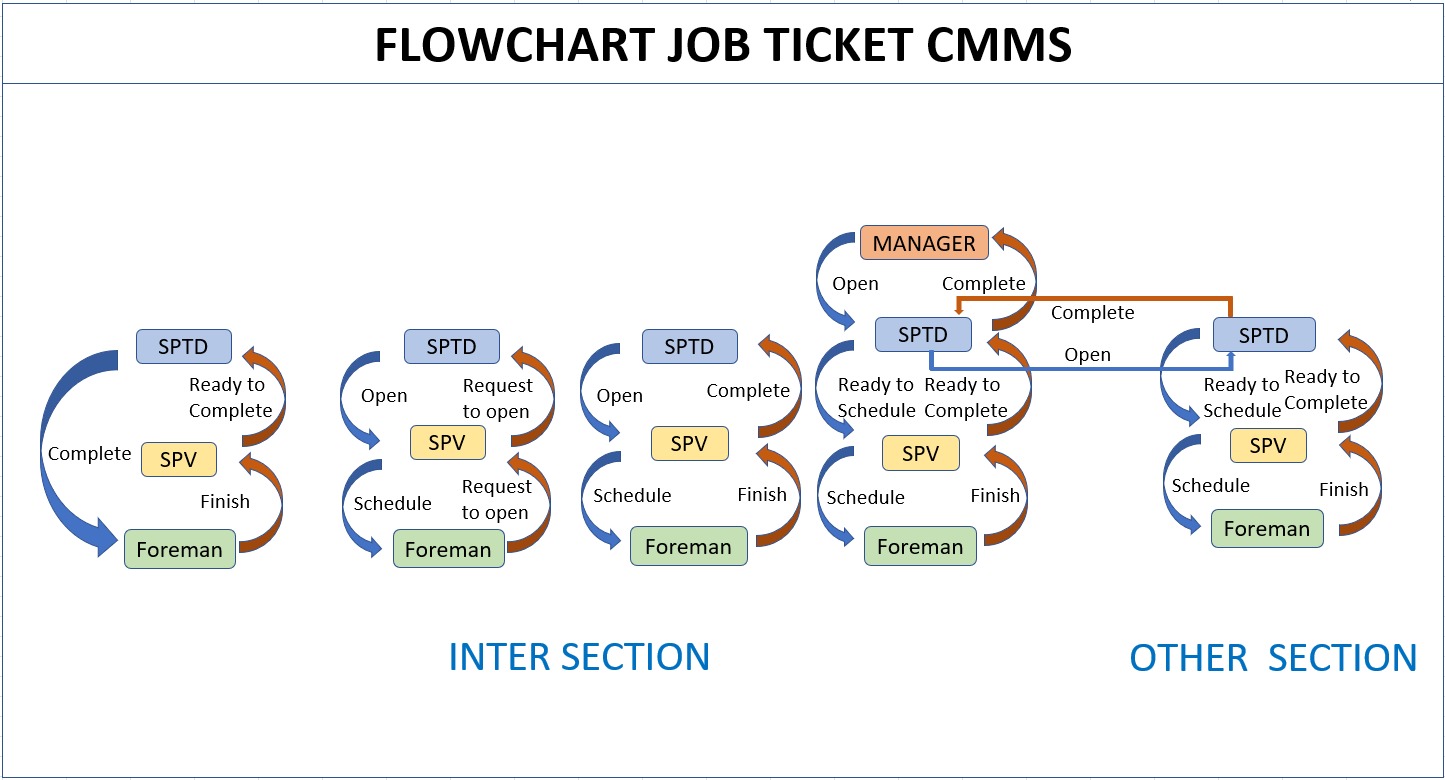 FLOWCHART JOB TICKET CMMS
SPTD
Ready to
Complete
Complete
SPV
Finish
Foreman
SPTD
Open
Request
to open
SPV
Schedule
Request
to open
Foreman
SPTD
Open
Complete
SPV
Schedule
Finish
Foreman
MANAGER
Open
Complete
SPTD
Ready to
Schedule
Ready to
Complete
SPV
Schedule
Finish
Foreman
Complete
Open
SPTD
Ready to
Schedule
Ready to
Complete
SPV
Schedule
Finish
Foreman
INTER SECTION
OTHER SECTION